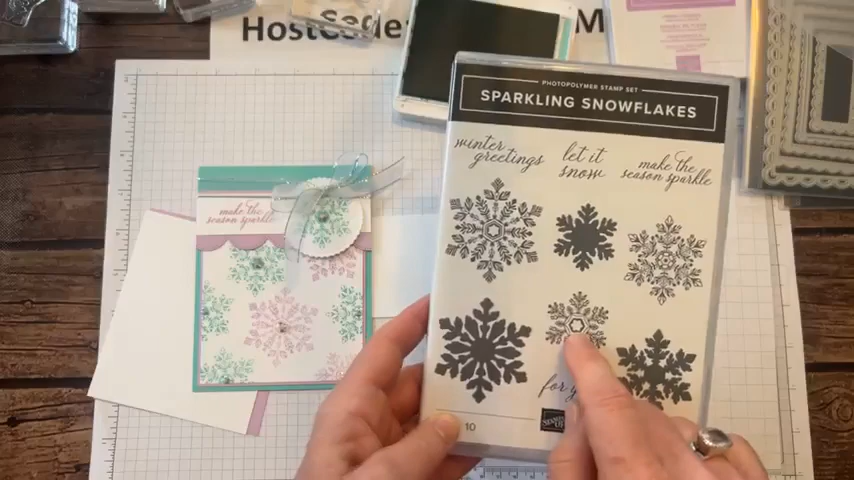 PHOTOPOLYMER STAMP SET
SPARKLING SNOWFLAKES
winter
greetings
let it
snow
make the
season sparkle
10
make the
season sparkle